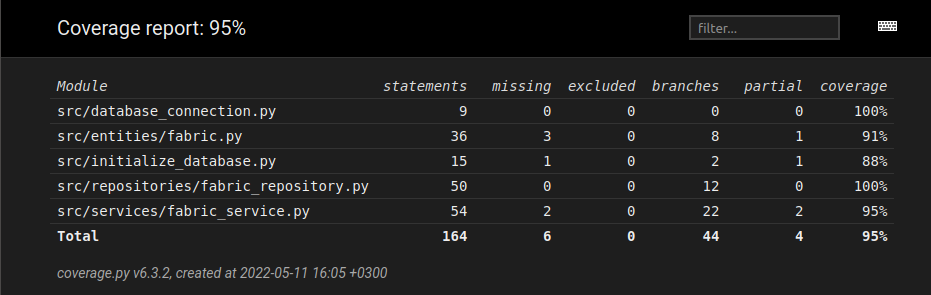 Coverage report: 95%
filter...
Module statements missing excluded branches partial coverage
src/database_connection.py 9 0 0 0 0 100%
src/entities/fabric.py 36 3 0 8 1 91%
src/initialize_database.py 15 1 0 2 1 88%
src/repositories/fabric_repository.py 50 0 0 12 0 100%
src/services/fabric_service.py 54 2 0 22 2 95%
Total 164 6 0 44 4 95%
coverage.py v6.3.2, created at 2022-05-11 16:05 +0300